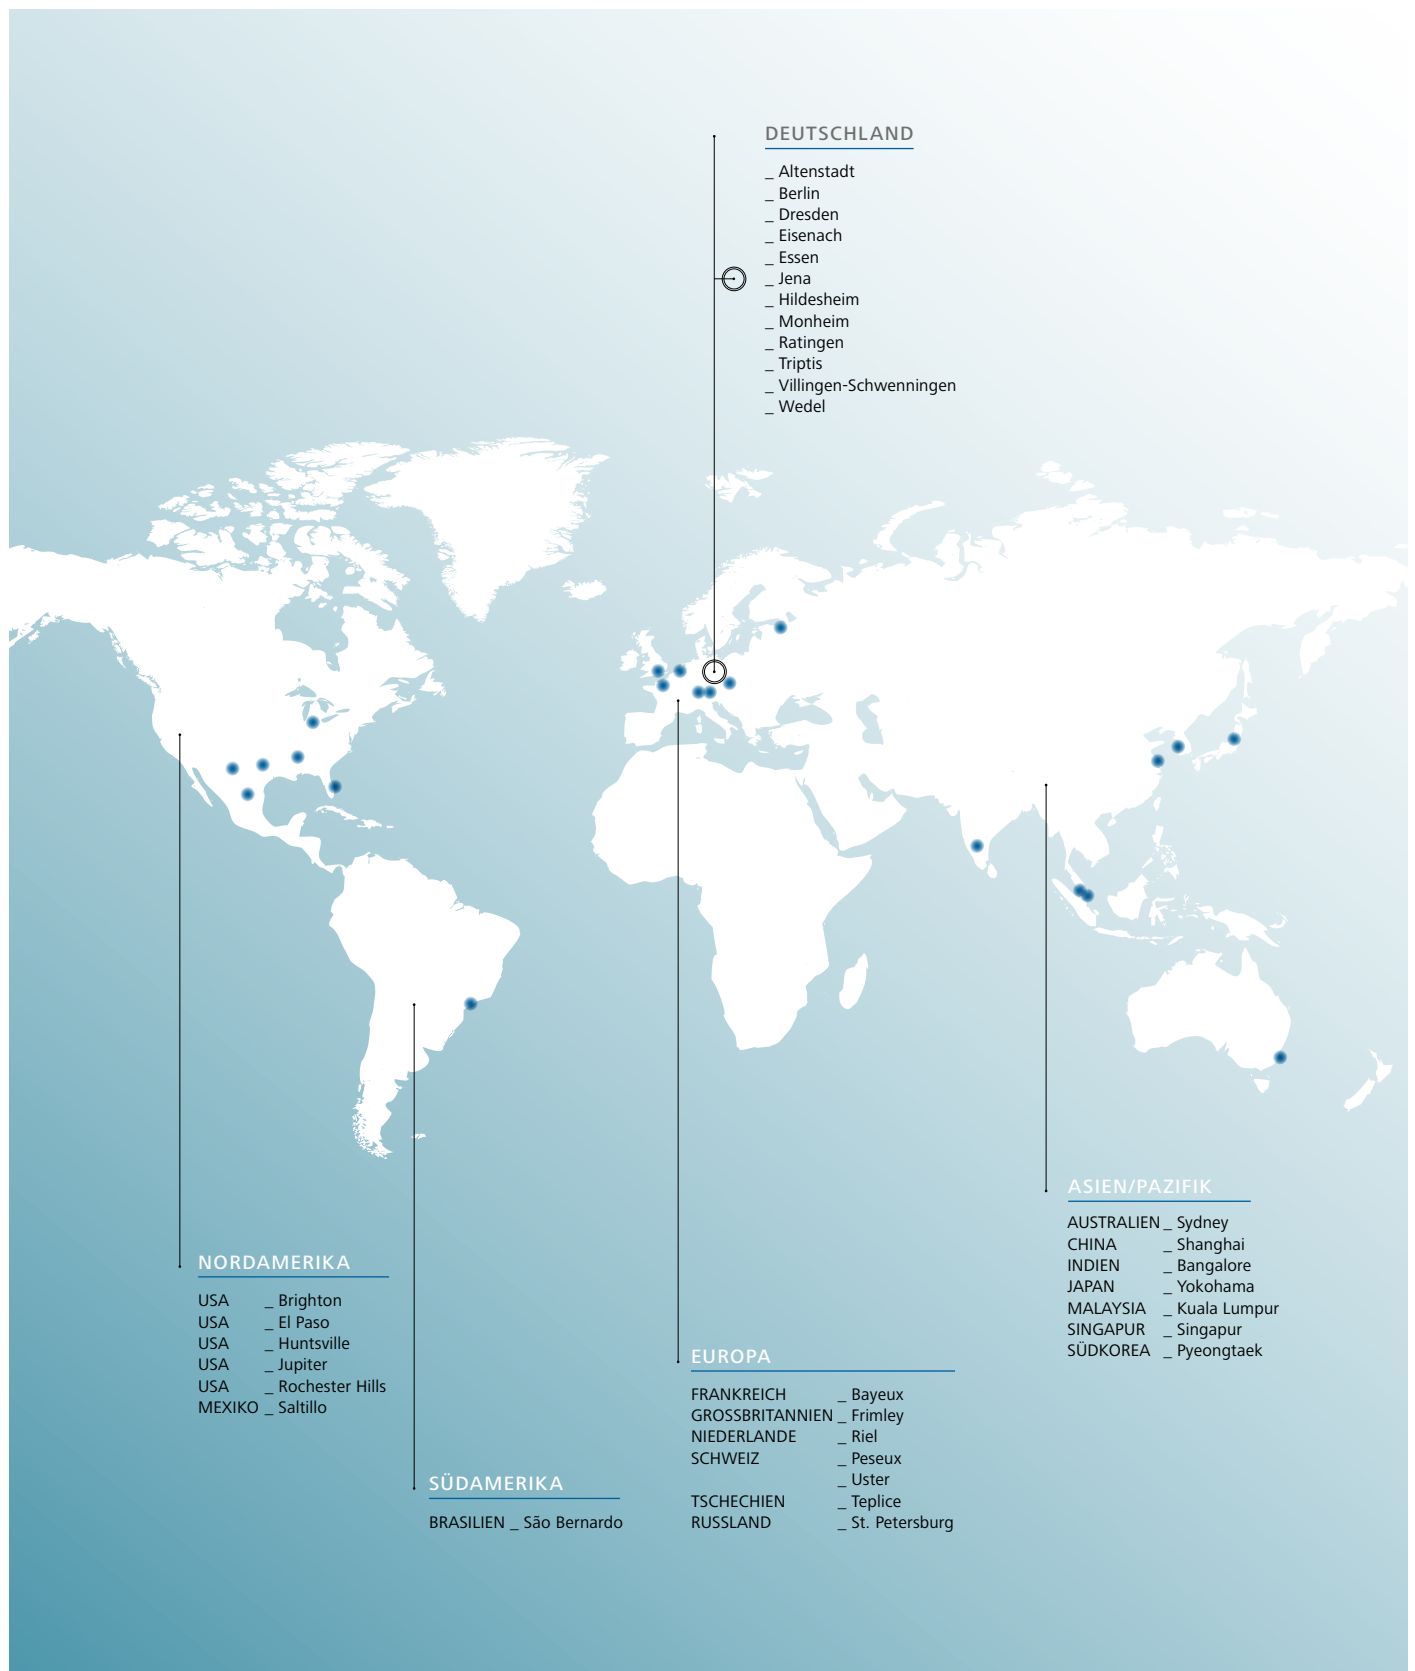 DEUTSCHLAND
_ Altenstadt
_ Berlin
_ Dresden
_ Eisenach
_ Essen
_ Jena
_ Hildesheim
_ Monheim
_ Ratingen
_ Triptis
_ Villingen-Schwenningen
_ Wedel
NORDAMERIKA
USA _ Brighton
USA _ El Paso
USA _ Huntsville
USA _ Jupiter
USA _ Rochester Hills
MEXIKO _ Saltillo
SÜDAMERIKA
BRASILIEN _ São Bernardo
EUROPA
FRANKREICH _ Bayeux
GROSSBRITANNIEN _ Frimley
NIEDERLANDE _ Riel
SCHWEIZ _ Peseux
_ Uster
TSCHECHIEN _ Teplice
RUSSLAND _ St. Petersburg
ASIEN/PAZIFIK
AUSTRALIEN _ Sydney
CHINA _ Shanghai
INDIEN _ Bangalore
JAPAN _ Yokohama
MALAYSIA _ Kuala Lumpur
SINGAPUR _ Singapur
SÜDKOREA _ Pyeongtaek